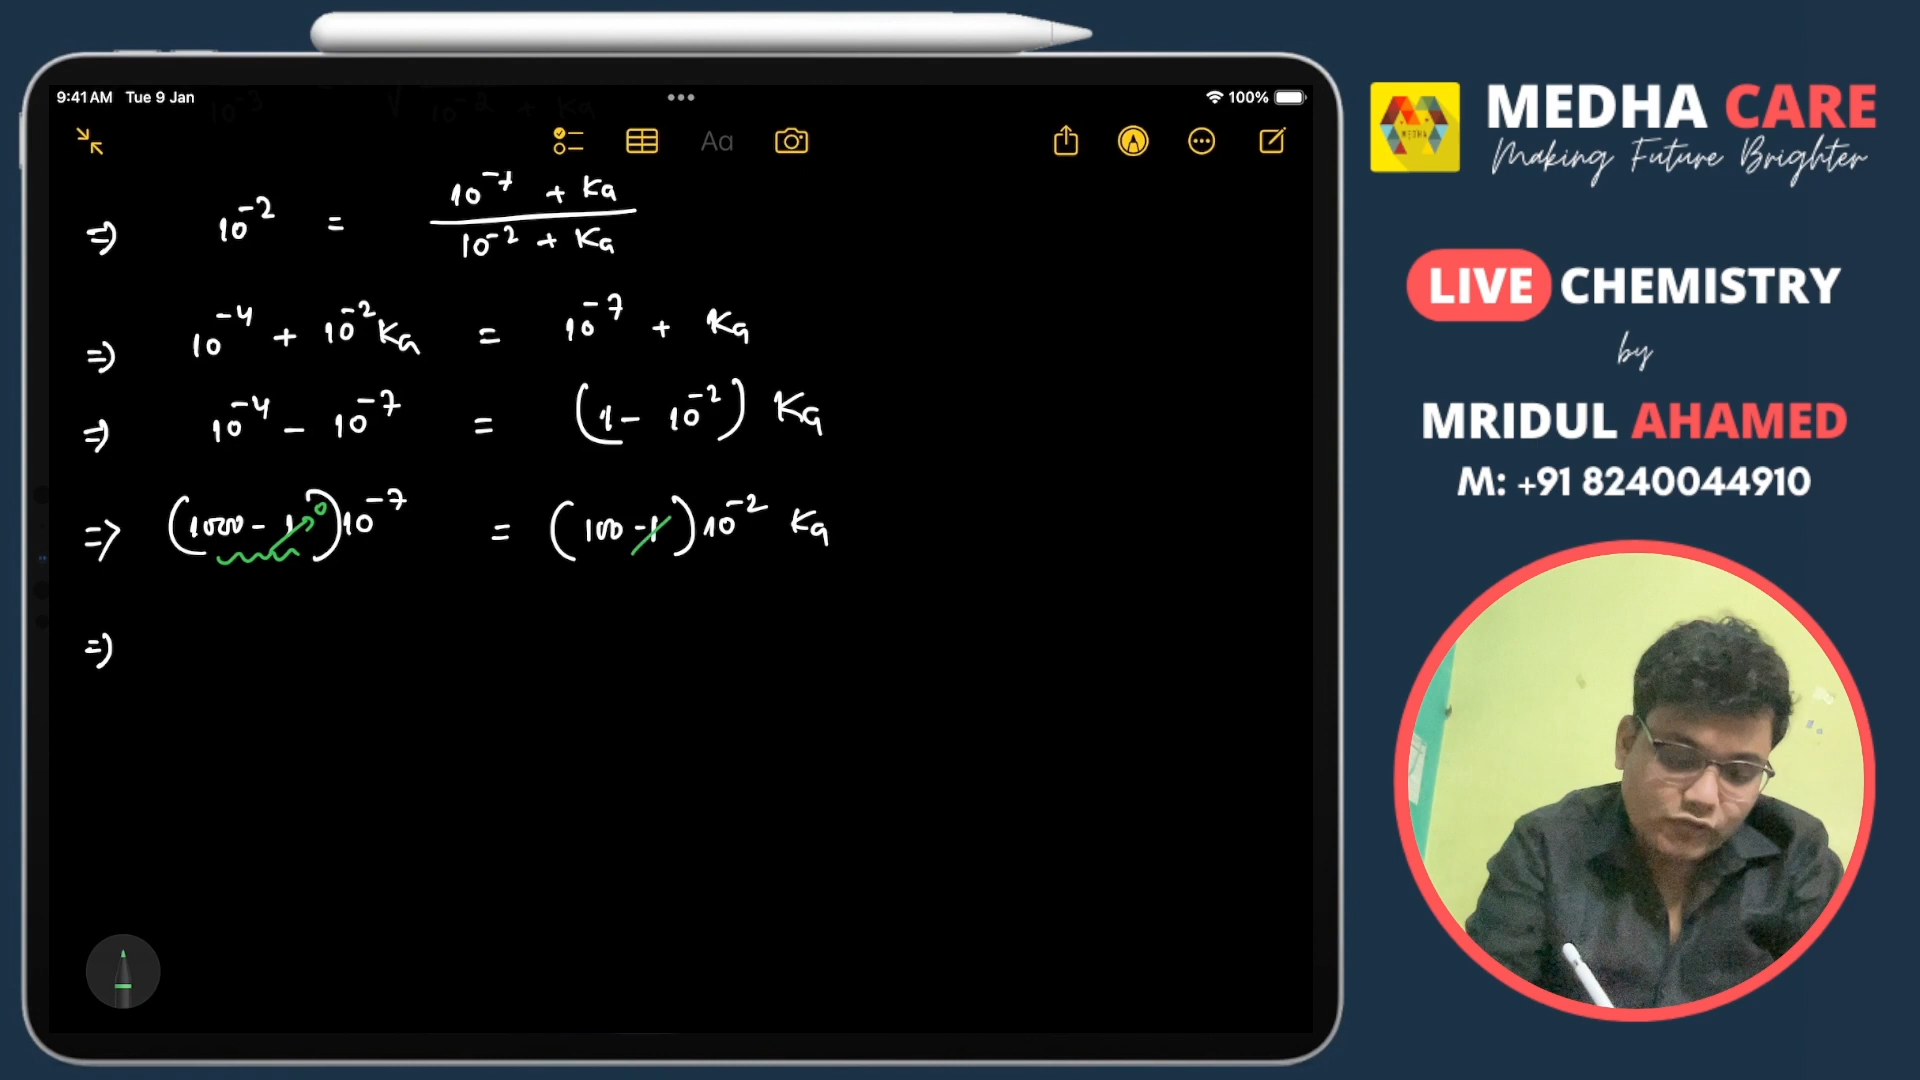 9:41 AM Tue 9 Jan
100%
Aa
⇒ 10⁻² = (10⁻⁷ + Ka) / (10⁻² + Ka)
⇒ 10⁻⁴ + 10⁻² Ka = 10⁻⁷ + Ka
⇒ 10⁻⁴ - 10⁻⁷ = (1 - 10⁻²) Ka
⇒ (1000 - 1) 10⁻⁷ = (100 - 1) 10⁻² Ka
⇒
MEDHA CARE
Making Future Brighter
LIVE CHEMISTRY
by
MRIDUL AHAMED
M: +91 8240044910